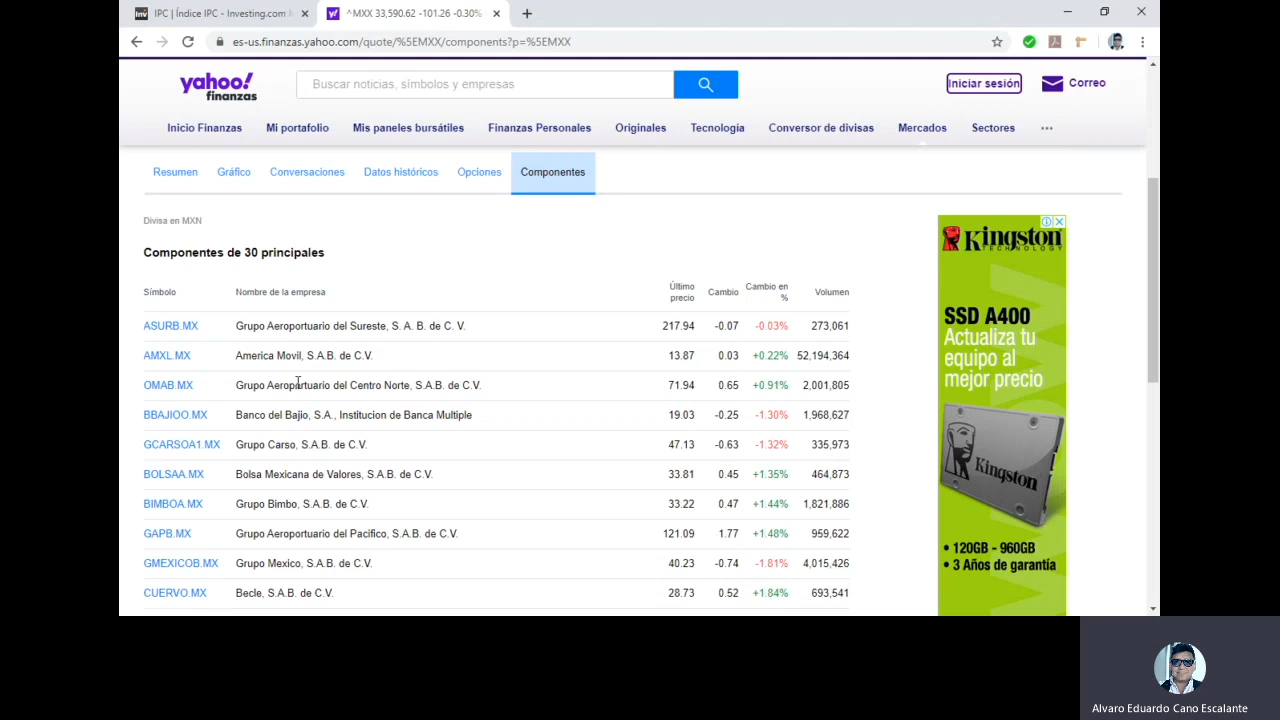 IPC | Índice IPC - Investing.com
^MXX 33,590.62 -101.26 -0.30%
es-us.finanzas.yahoo.com/quote/%5EMXX/components?p=%5EMXX
yahoo!
finanzas
Buscar noticias, símbolos y empresas
Iniciar sesión
Correo
Inicio Finanzas Mi portafolio Mis paneles bursátiles Finanzas Personales Originales Tecnología Conversor de divisas Mercados Sectores ...
Resumen Gráfico Conversaciones Datos históricos Opciones Componentes
Divisa en MXN
Componentes de 30 principales
Símbolo Nombre de la empresa Último precio Cambio Cambio en % Volumen
ASURB.MX Grupo Aeroportuario del Sureste, S. A. B. de C. V. 217.94 -0.07 -0.03% 273,061
AMXL.MX America Movil, S.A.B. de C.V. 13.87 0.03 +0.22% 52,194,364
OMAB.MX Grupo Aeroportuario del Centro Norte, S.A.B. de C.V. 71.94 0.65 +0.91% 2,001,805
BBAJIOO.MX Banco del Bajio, S.A., Institucion de Banca Multiple 19.03 -0.25 -1.30% 1,968,627
GCARSOA1.MX Grupo Carso, S.A.B. de C.V. 47.13 -0.63 -1.32% 335,973
BOLSAA.MX Bolsa Mexicana de Valores, S.A.B. de C.V. 33.81 0.45 +1.35% 464,873
BIMBOA.MX Grupo Bimbo, S.A.B. de C.V. 33.22 0.47 +1.44% 1,821,886
GAPB.MX Grupo Aeroportuario del Pacifico, S.A.B. de C.V. 121.09 1.77 +1.48% 959,622
GMEXICOB.MX Grupo Mexico, S.A.B. de C.V. 40.23 -0.74 -1.81% 4,015,426
CUERVO.MX Becle, S.A.B. de C.V. 28.73 0.52 +1.84% 693,541
Kingston
TECHNOLOGY
SSD A400
Actualiza tu
equipo al
mejor precio
Kingston
• 120GB - 960GB
• 3 Años de garantía
Alvaro Eduardo Cano Escalante